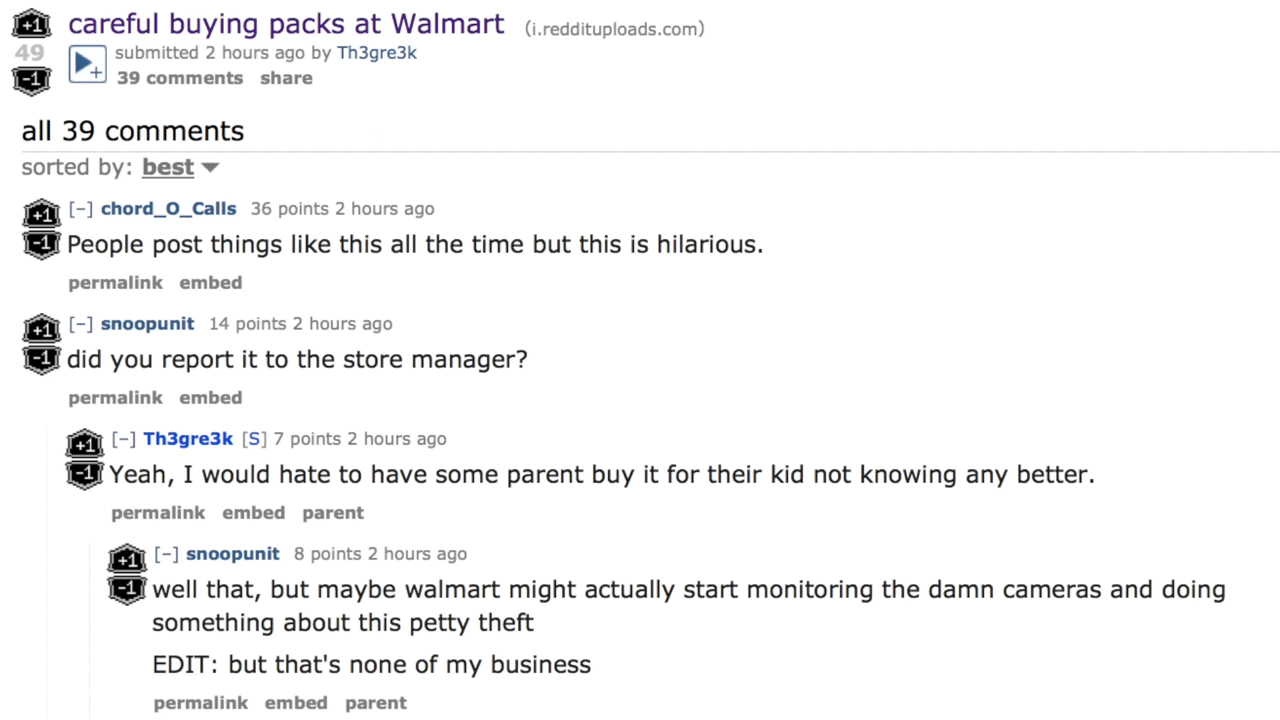 +1
careful buying packs at Walmart (i.reddituploads.com)
49
submitted 2 hours ago by Th3gre3k
-1
39 comments share
all 39 comments
sorted by: best
+1
[−] chord_O_Calls 36 points 2 hours ago
-1
People post things like this all the time but this is hilarious.
permalink embed
+1
[−] snoopunit 14 points 2 hours ago
-1
did you report it to the store manager?
permalink embed
+1
[−] Th3gre3k [S] 7 points 2 hours ago
-1
Yeah, I would hate to have some parent buy it for their kid not knowing any better.
permalink embed parent
+1
[−] snoopunit 8 points 2 hours ago
-1
well that, but maybe walmart might actually start monitoring the damn cameras and doing
something about this petty theft
EDIT: but that's none of my business
permalink embed parent